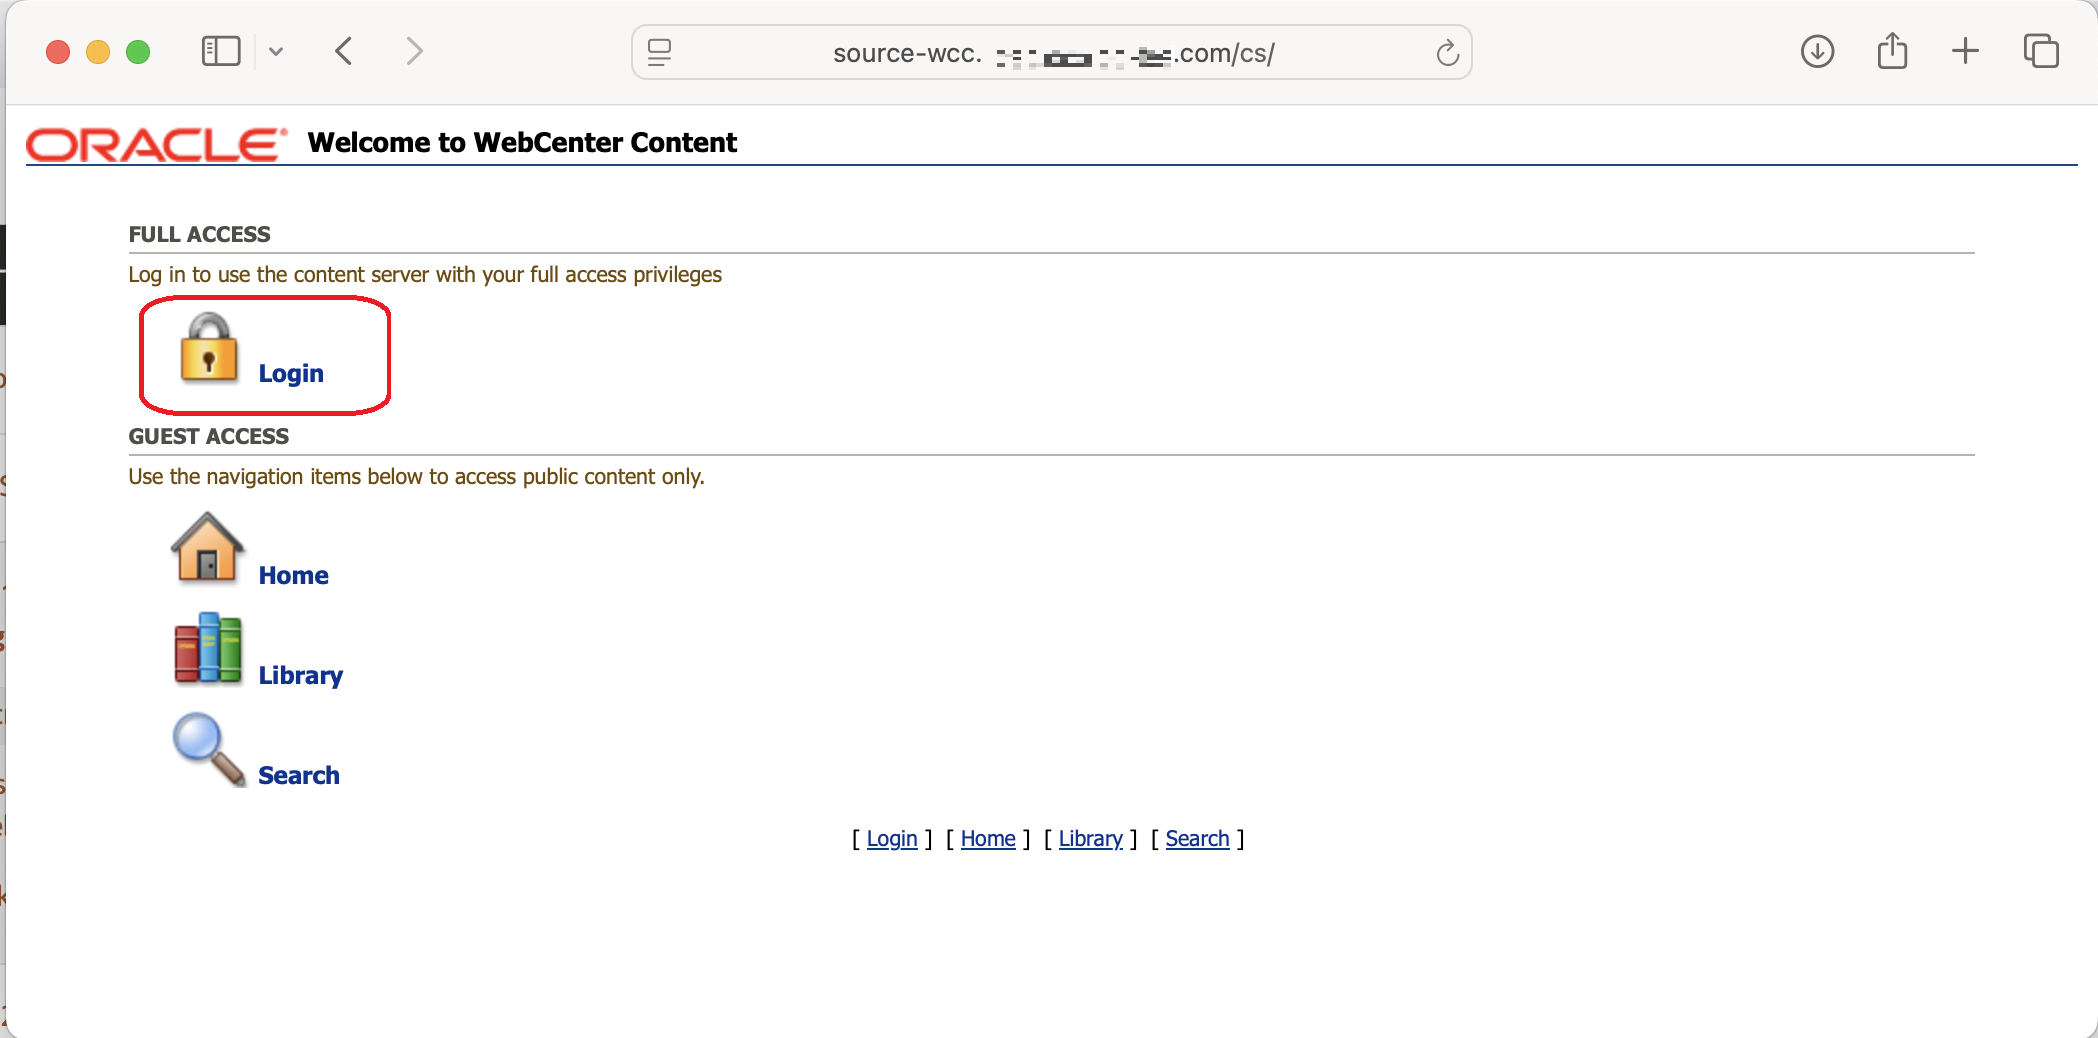 source-wcc. .com/cs/
ORACLE® Welcome to WebCenter Content
FULL ACCESS
Log in to use the content server with your full access privileges
Login
GUEST ACCESS
Use the navigation items below to access public content only.
Home
Library
Search
[ Login ] [ Home ] [ Library ] [ Search ]